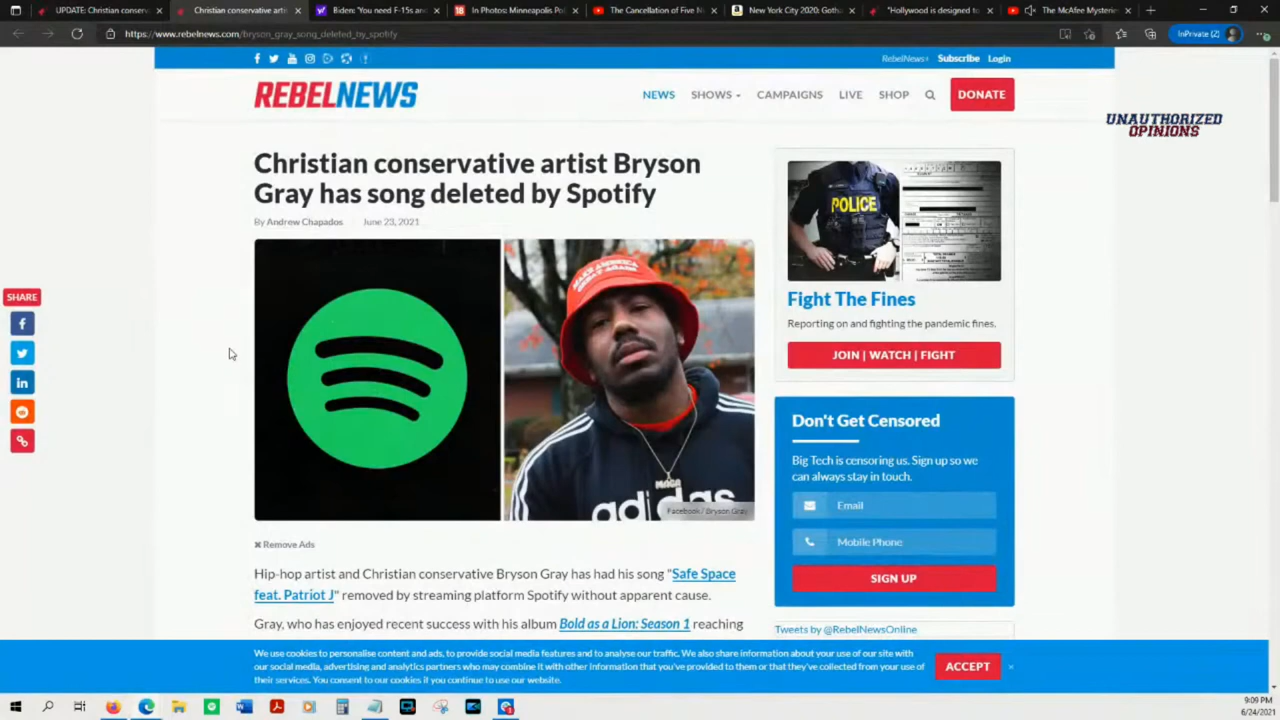 UPDATE: Christian conserv
Christian conservative arti
Biden: "You need F-15s an
In Photos: Minneapolis Po
The Cancellation of Five N
New York City 2020: Goth
"Hollywood is designed to
The McAfee Mysterie
https://www.rebelnews.com/bryson_gray_song_deleted_by_spotify
InPrivate (2)
RebelNews+ Subscribe Login
REBELNEWS
NEWS SHOWS CAMPAIGNS LIVE SHOP DONATE
UNAUTHORIZED
OPINIONS
Christian conservative artist Bryson
Gray has song deleted by Spotify
By Andrew Chapados June 23, 2021
MAKE AMERICA
GREAT AGAIN
MAGA
adidas
Facebook / Bryson Gray
SHARE
Remove Ads
Hip-hop artist and Christian conservative Bryson Gray has had his song "Safe Space
feat. Patriot J" removed by streaming platform Spotify without apparent cause.
Gray, who has enjoyed recent success with his album Bold as a Lion: Season 1 reaching
POLICE
Fight The Fines
Reporting on and fighting the pandemic fines.
JOIN | WATCH | FIGHT
Don't Get Censored
Big Tech is censoring us. Sign up so we
can always stay in touch.
Email
Mobile Phone
SIGN UP
Tweets by @RebelNewsOnline
We use cookies to personalise content and ads, to provide social media features and to analyse our traffic. We also share information about your use of our site with
our social media, advertising and analytics partners who may combine it with other information that you've provided to them or that they've collected from your use of
their services. You consent to our cookies if you continue to use our website.
ACCEPT
9:09 PM
6/24/2021